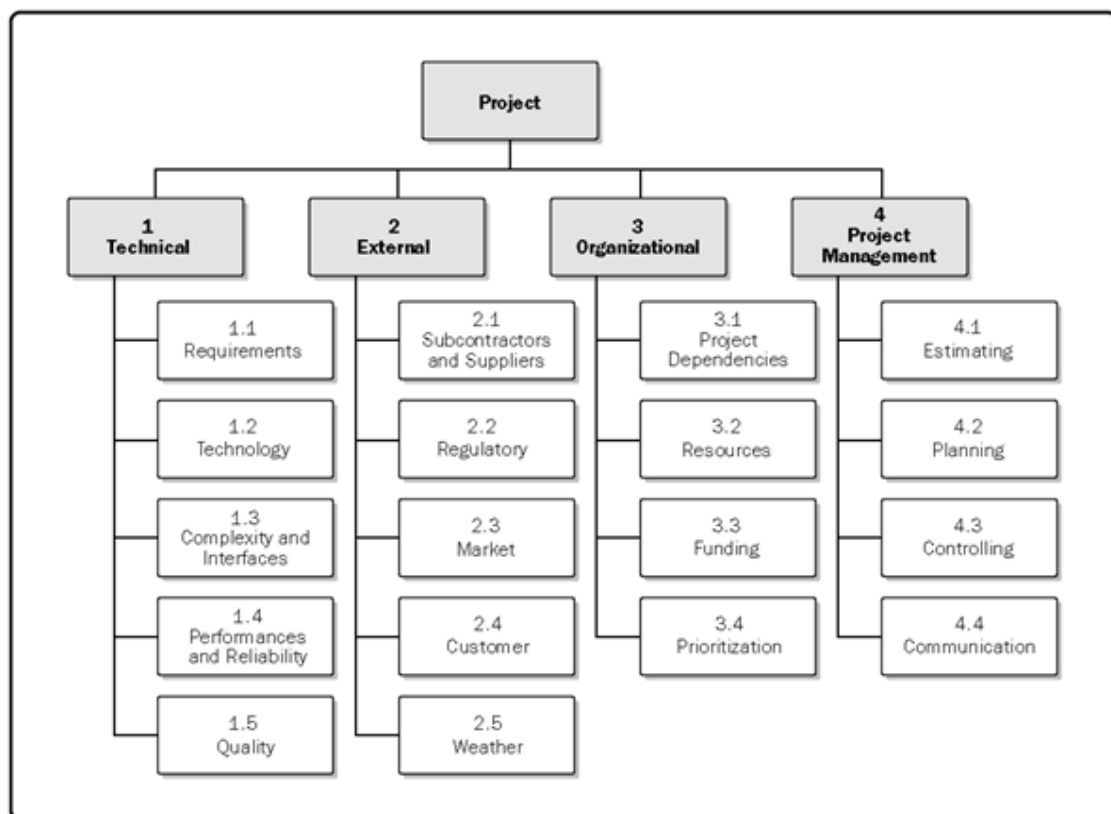 Project
1
Technical
2
External
3
Organizational
4
Project
Management
1.1
Requirements
2.1
Subcontractors
and Suppliers
3.1
Project
Dependencies
4.1
Estimating
1.2
Technology
2.2
Regulatory
3.2
Resources
4.2
Planning
1.3
Complexity and
Interfaces
2.3
Market
3.3
Funding
4.3
Controlling
1.4
Performances
and Reliability
2.4
Customer
3.4
Prioritization
4.4
Communication
1.5
Quality
2.5
Weather